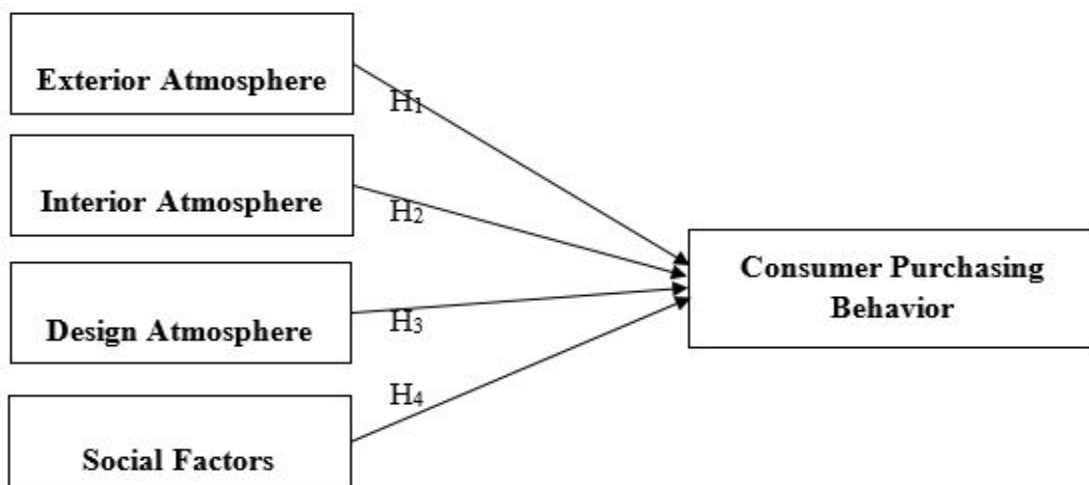 Exterior Atmosphere
H₁
Interior Atmosphere
H₂
Consumer Purchasing
Behavior
Design Atmosphere
H₃
H₄
Social Factors